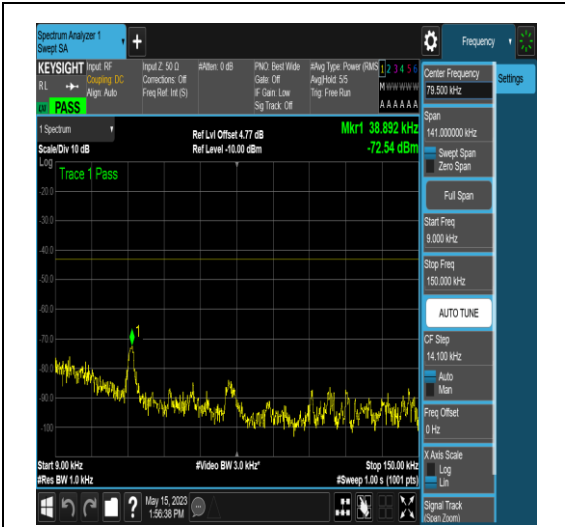 Spectrum Analyzer 1
Swept SA
Frequency
KEYSIGHT
RL
PASS
Input: RF
Coupling: DC
Align: Auto
Input Z: 50 Ω
Corrections: Off
Freq Ref: Int (S)
#Atten: 0 dB
PNO: Best Wide
Gate: Off
IF Gain: Low
Sig Track: Off
#Avg Type: Power (RMS
Avg|Hold: 5/5
Trig: Free Run
1 2 3 4 5 6
M W W W W W
A A A A A A
1 Spectrum
Scale/Div 10 dB
Ref Lvl Offset 4.77 dB
Ref Level -10.00 dBm
Mkr1 38.892 kHz
-72.54 dBm
Log
Trace 1 Pass
-20.0
-30.0
-40.0
-50.0
-60.0
-70.0
-80.0
-90.0
-100
1
Start 9.00 kHz
#Res BW 1.0 kHz
#Video BW 3.0 kHz*
Stop 150.00 kHz
#Sweep 1.00 s (1001 pts)
May 15, 2023
1:56:38 PM
Center Frequency
79.500 kHz
Settings
Span
141.000000 kHz
Swept Span
Zero Span
Full Span
Start Freq
9.000 kHz
Stop Freq
150.000 kHz
AUTO TUNE
CF Step
14.100 kHz
Auto
Man
Freq Offset
0 Hz
X Axis Scale
Log
Lin
Signal Track
(Span Zoom)